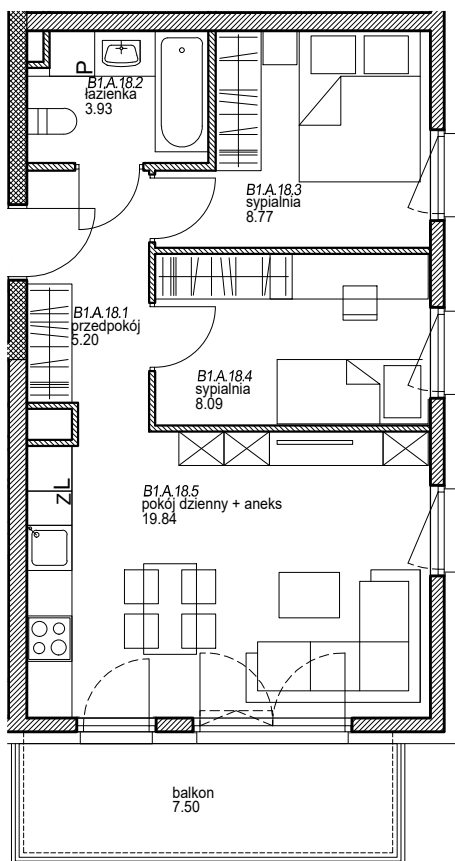 P
B1.A.18.2
łazienka
3.93
B1.A.18.3
sypialnia
8.77
B1.A.18.1
przedpokój
5.20
B1.A.18.4
sypialnia
8.09
ZL
B1.A.18.5
pokój dzienny + aneks
19.84
balkon
7.50